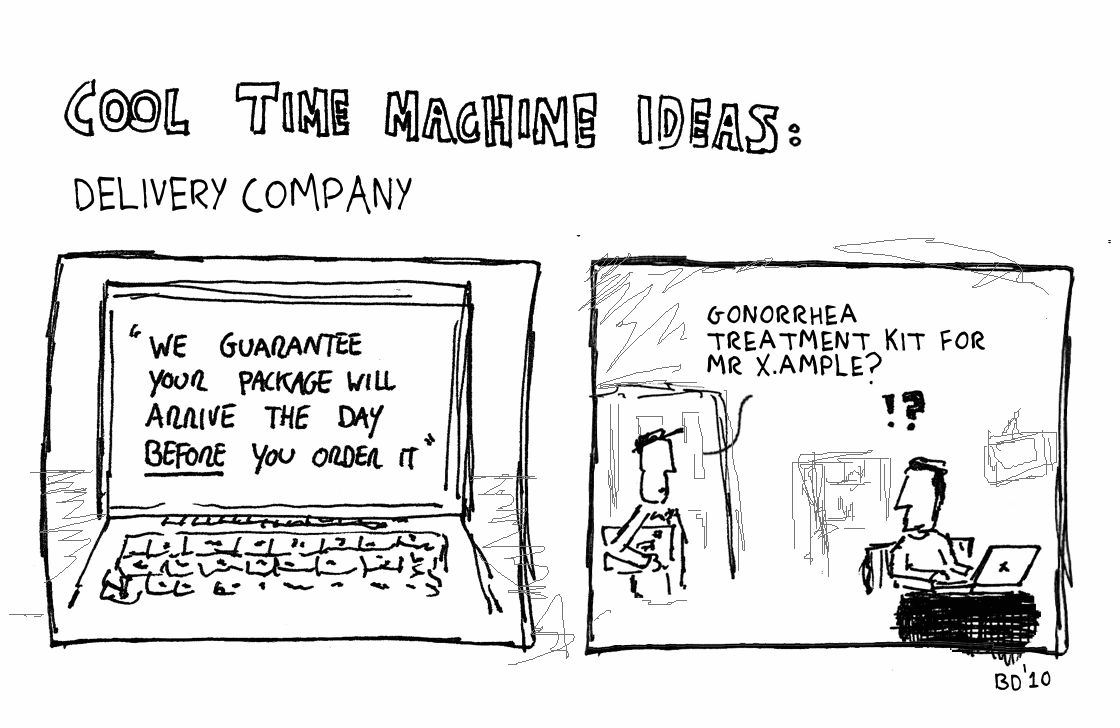 COOL TIME MACHINE IDEAS:
DELIVERY COMPANY
"WE GUARANTEE
YOUR PACKAGE WILL
ARRIVE THE DAY
BEFORE YOU ORDER IT"
GONORRHEA
TREATMENT KIT FOR
MR X.AMPLE?
!?
BD'10